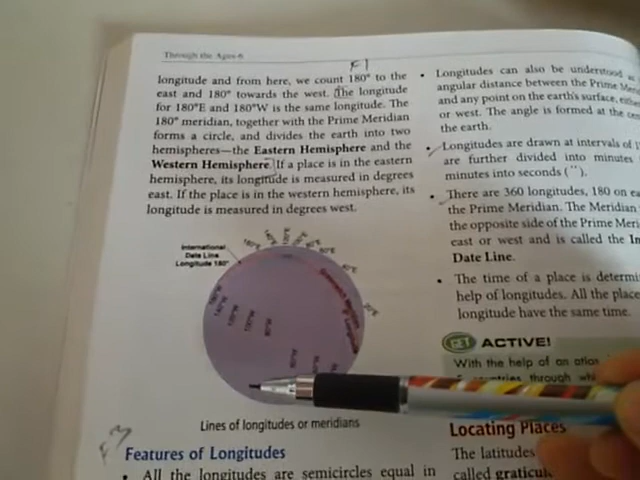 Through the Ages-6
longitude and from here, we count 180° to the
east and 180° towards the west. The longitude
for 180°E and 180°W is the same longitude. The
180° meridian, together with the Prime Meridian
forms a circle, and divides the earth into two
hemispheres—the Eastern Hemisphere and the
Western Hemisphere. If a place is in the eastern
hemisphere, its longitude is measured in degrees
east. If the place is in the western hemisphere, its
longitude is measured in degrees west.
International
Date Line
Longitude 180°
Lines of longitudes or meridians
Features of Longitudes
• All the longitudes are semicircles equal in
• Longitudes can also be understood
angular distance between the Prime
and any point on the earth's surface,
or west. The angle is formed at the
the earth.
Longitudes are drawn at intervals of
are further divided into minutes
minutes into seconds (").
There are 360 longitudes, 180 on
the Prime Meridian. The Meridian
the opposite side of the Prime
east or west and is called the
Date Line.
• The time of a place is
help of longitudes. All the
longitude have the same time.
GET ACTIVE!
With the help of an atlas
countries through
Locating Places
The latitudes
called